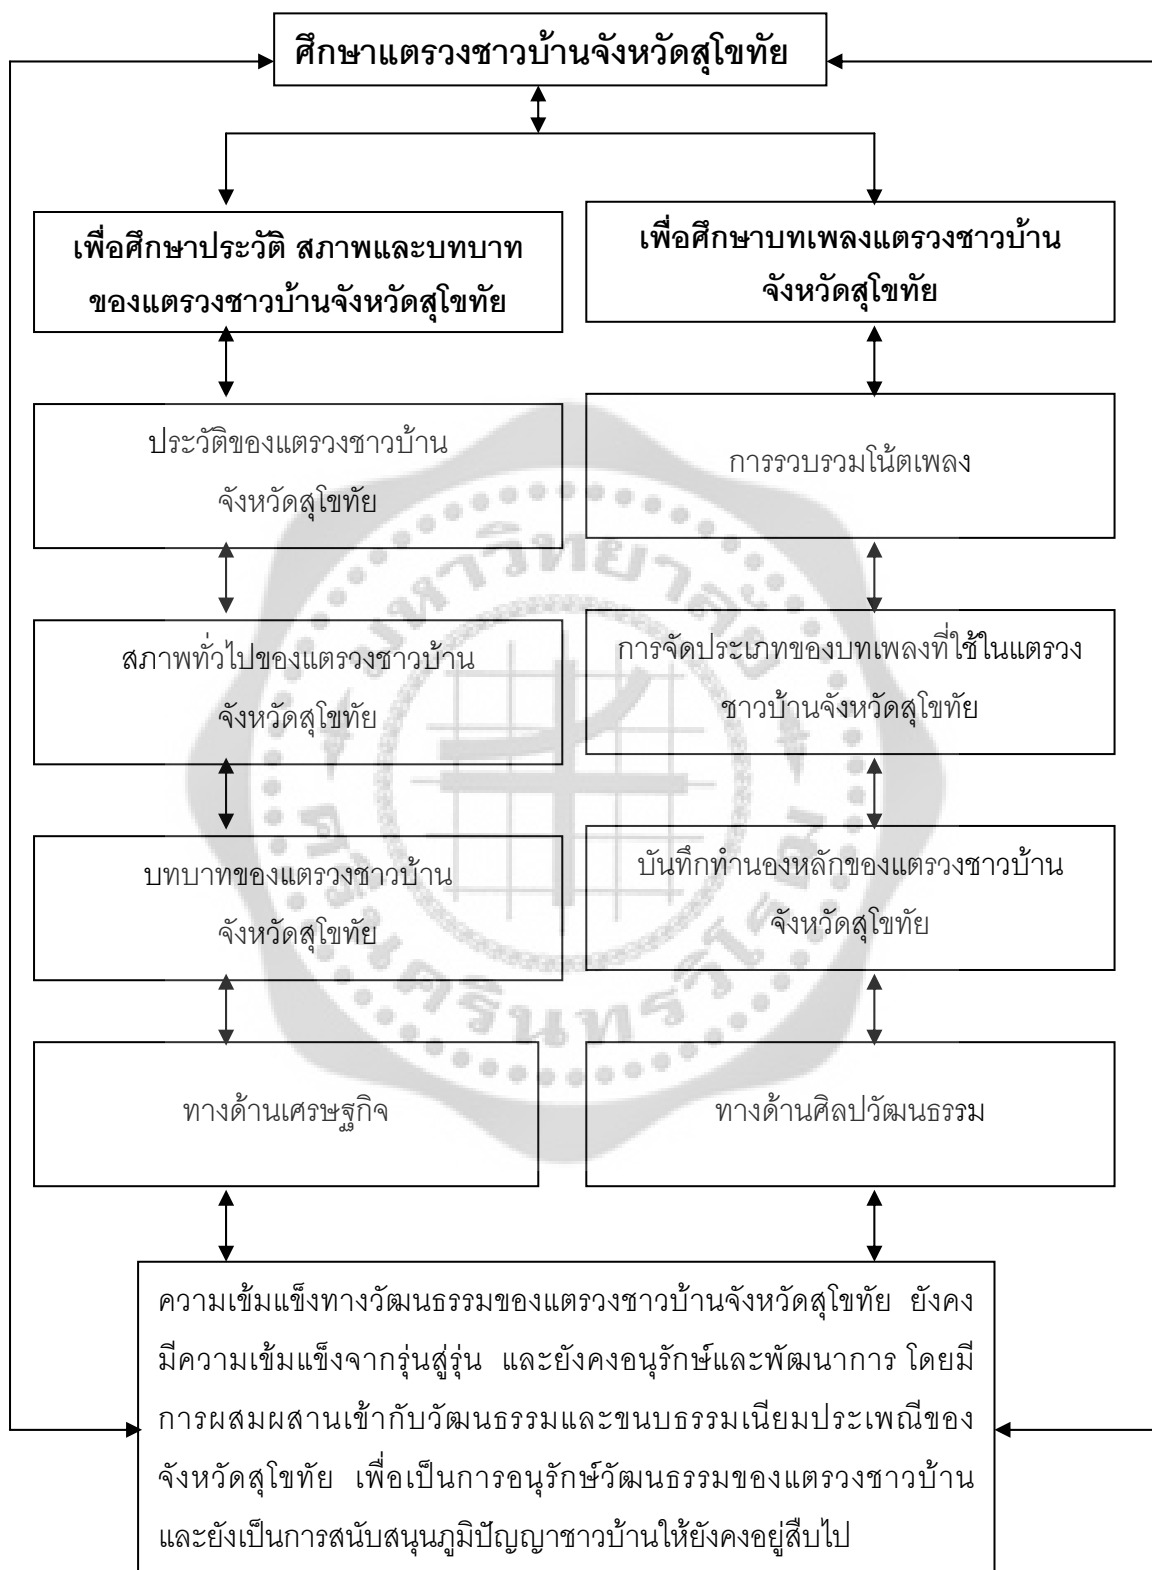 ศึกษาแตรวงชาวบ้านจังหวัดสุโขทัย
เพื่อศึกษาประวัติ สภาพและบทบาท
ของแตรวงชาวบ้านจังหวัดสุโขทัย
เพื่อศึกษาบทเพลงแตรวงชาวบ้าน
จังหวัดสุโขทัย
ประวัติของแตรวงชาวบ้าน
จังหวัดสุโขทัย
การรวบรวมโน้ตเพลง
สภาพทั่วไปของแตรวงชาวบ้าน
จังหวัดสุโขทัย
การจัดประเภทของบทเพลงที่ใช้ในแตรวง
ชาวบ้านจังหวัดสุโขทัย
บทบาทของแตรวงชาวบ้าน
จังหวัดสุโขทัย
บันทึกทำนองหลักของแตรวงชาวบ้าน
จังหวัดสุโขทัย
ทางด้านเศรษฐกิจ
ทางด้านศิลปวัฒนธรรม
ความเข้มแข็งทางวัฒนธรรมของแตรวงชาวบ้านจังหวัดสุโขทัย ยังคง
มีความเข้มแข็งจากรุ่นสู่รุ่น และยังคงอนุรักษ์และพัฒนาการ โดยมี
การผสมผสานเข้ากับวัฒนธรรมและขนบธรรมเนียมประเพณีของ
จังหวัดสุโขทัย เพื่อเป็นการอนุรักษ์วัฒนธรรมของแตรวงชาวบ้าน
และยังเป็นการสนับสนุนภูมิปัญญาชาวบ้านให้ยังคงอยู่สืบไป
มหาวิทยาลัย
ศรีนครินทรวิโรฒ